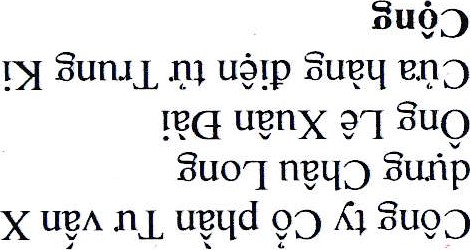 Công ty Cổ phần Tư vấn X
dựng Châu Long
Ông Lê Xuân Đài
Cửa hàng điện tử Trung Ki
Cộng